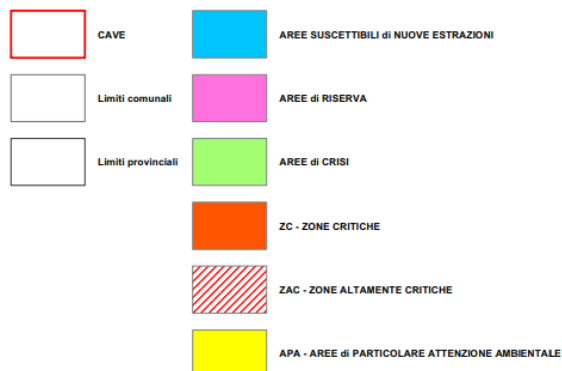 CAVE
AREE SUSCETTIBILI di NUOVE ESTRAZIONI
Limiti comunali
AREE di RISERVA
Limiti provinciali
AREE di CRISI
ZC - ZONE CRITICHE
ZAC - ZONE ALTAMENTE CRITICHE
APA - AREE di PARTICOLARE ATTENZIONE AMBIENTALE